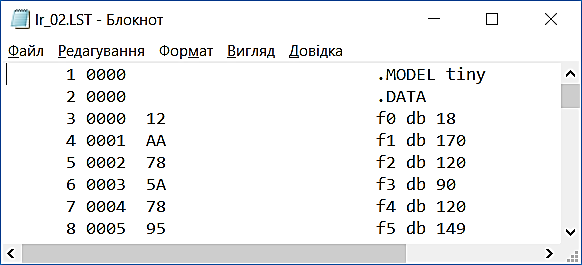 lr_02.LST - Блокнот
Файл Редагування Формат Вигляд Довідка
1 0000 .MODEL tiny
2 0000 .DATA
3 0000 12 f0 db 18
4 0001 AA f1 db 170
5 0002 78 f2 db 120
6 0003 5A f3 db 90
7 0004 78 f4 db 120
8 0005 95 f5 db 149